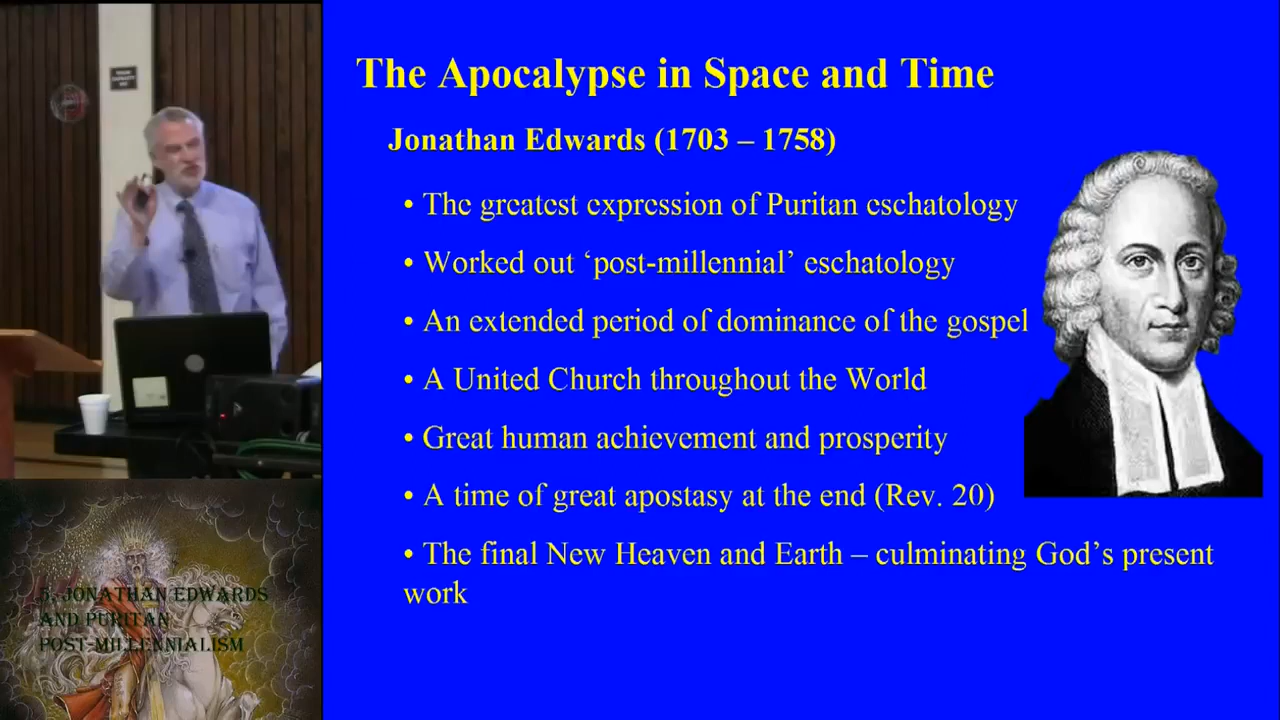 The Apocalypse in Space and Time
Jonathan Edwards (1703 – 1758)
• The greatest expression of Puritan eschatology
• Worked out ‘post-millennial’ eschatology
• An extended period of dominance of the gospel
• A United Church throughout the World
• Great human achievement and prosperity
• A time of great apostasy at the end (Rev. 20)
• The final New Heaven and Earth – culminating God’s present
work
5. JONATHAN EDWARDS
AND PURITAN
POST-MILLENNIALISM